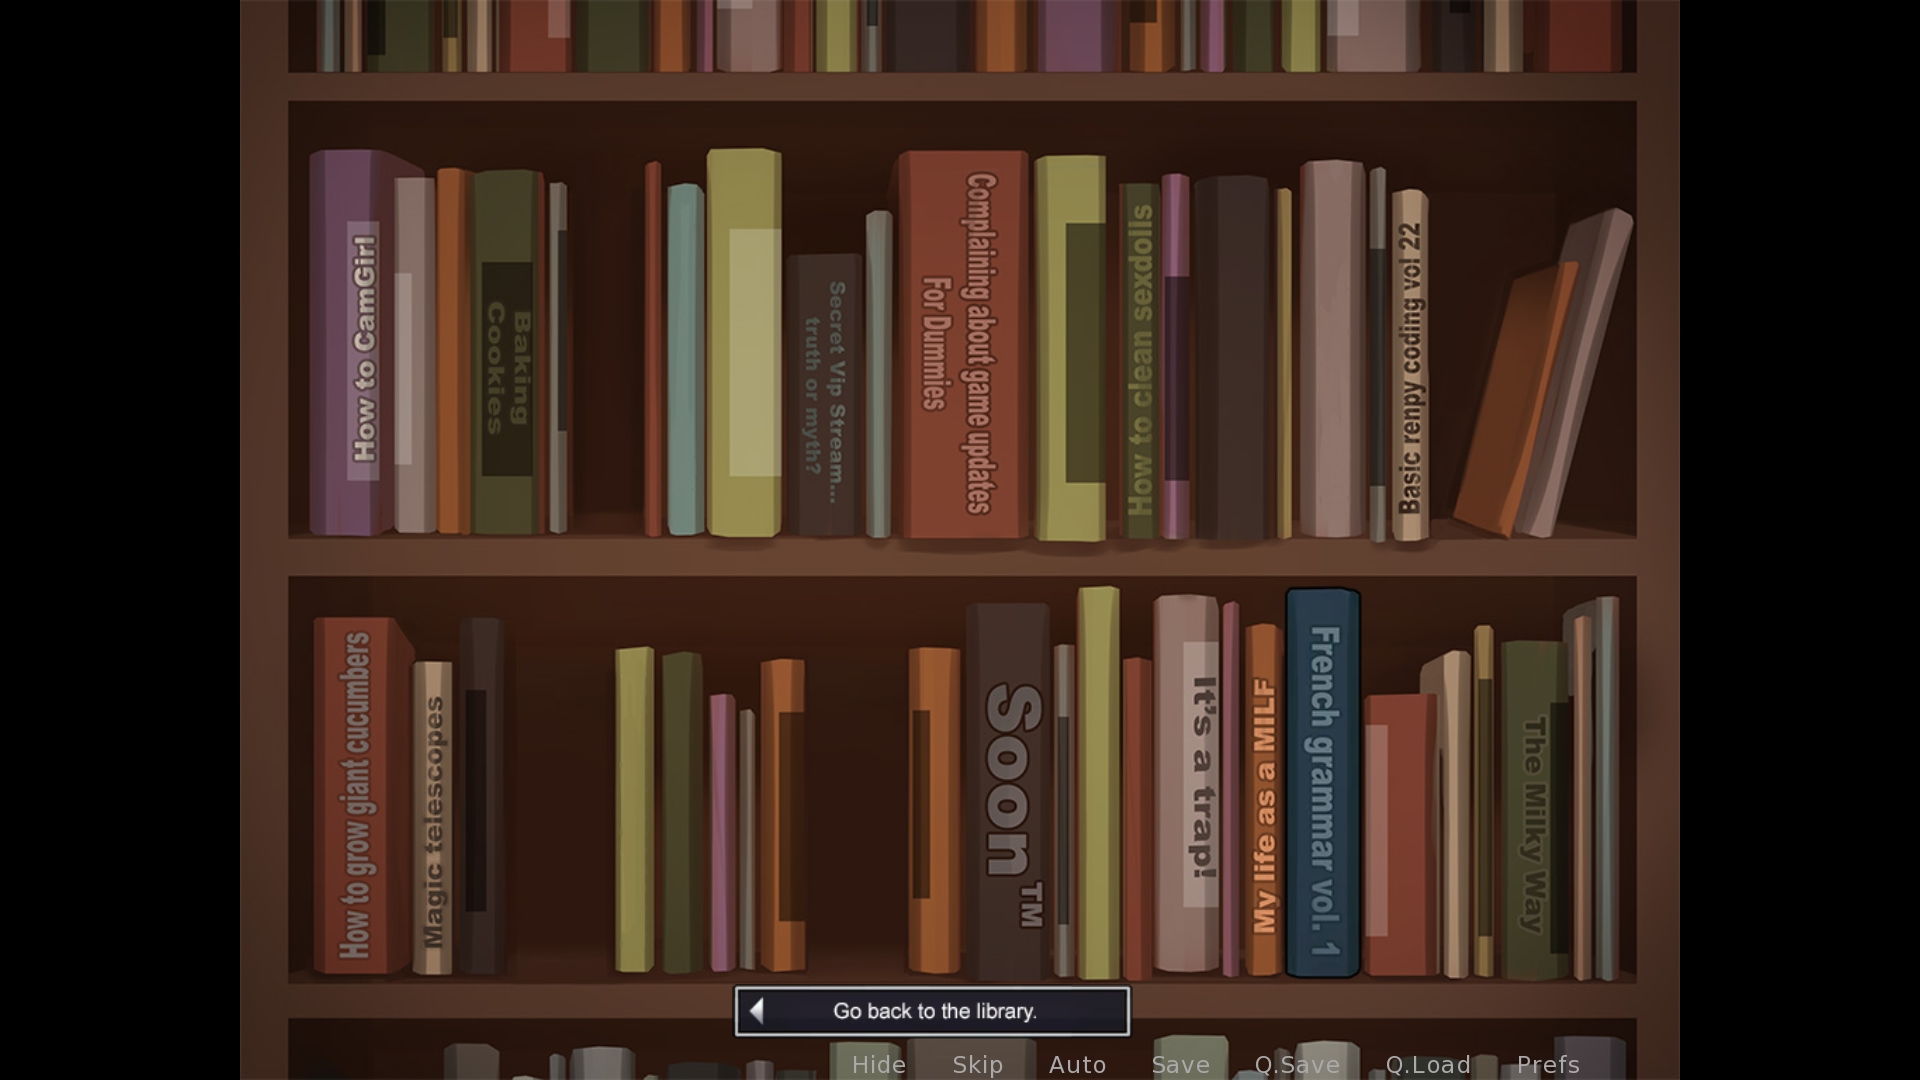 How to CamGirl
Baking
Cookies
Secret Vip Stream...
truth or myth?
Complaining about game updates
For Dummies
How to clean sexdolls
Basic renpy coding vol 22
How to grow giant cucumbers
Magic telescopes
Soon™
It's a trap!
My life as a MILF
French grammar vol. 1
The Milky Way
Go back to the library.
Hide Skip Auto Save Q.Save Q.Load Prefs